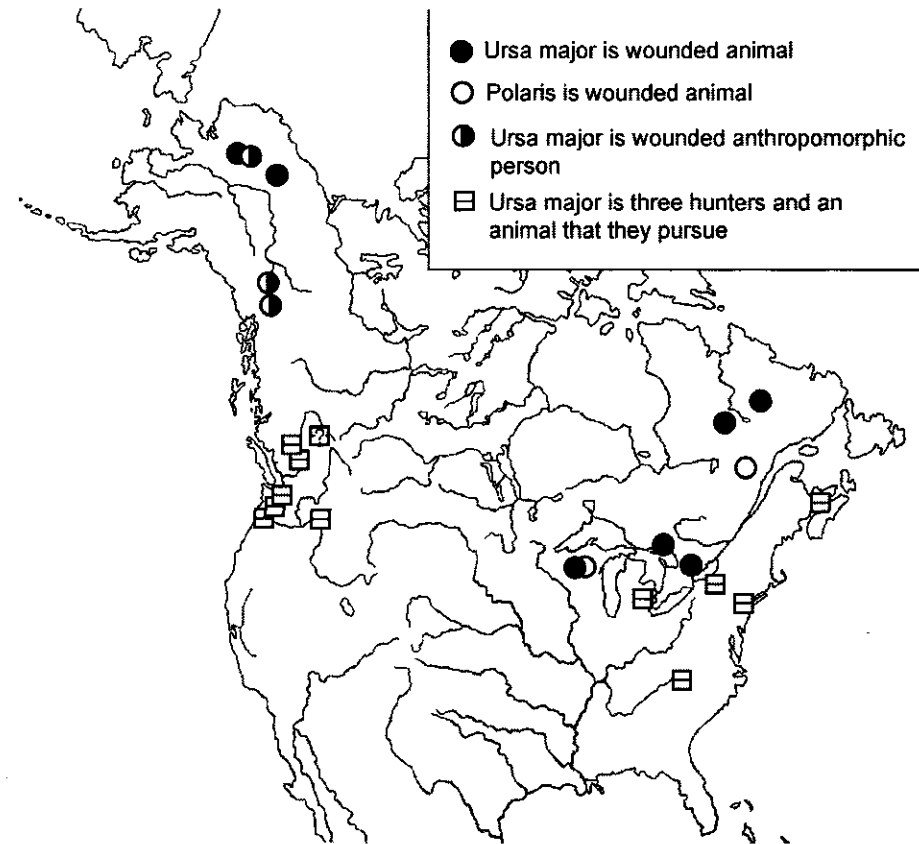 Ursa major is wounded animal
Polaris is wounded animal
Ursa major is wounded anthropomorphic
person
Ursa major is three hunters and an
animal that they pursue
?